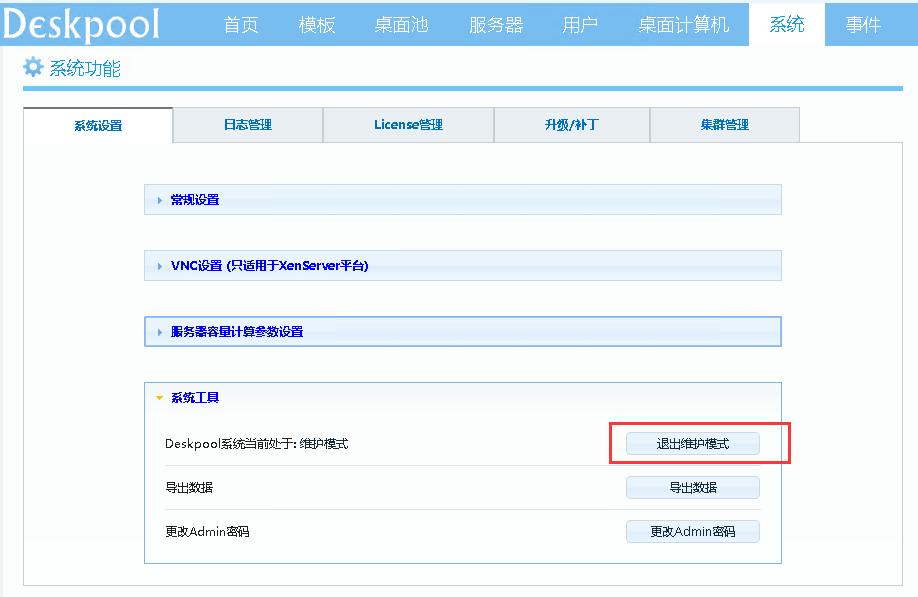 Deskpool 首页 模板 桌面池 服务器 用户 桌面计算机 系统 事件
系统功能
系统设置 日志管理 License管理 升级/补丁 集群管理
常规设置
VNC设置 (只适用于XenServer平台)
服务器容量计算参数设置
系统工具
Deskpool系统当前处于: 维护模式 退出维护模式
导出数据 导出数据
更改Admin密码 更改Admin密码